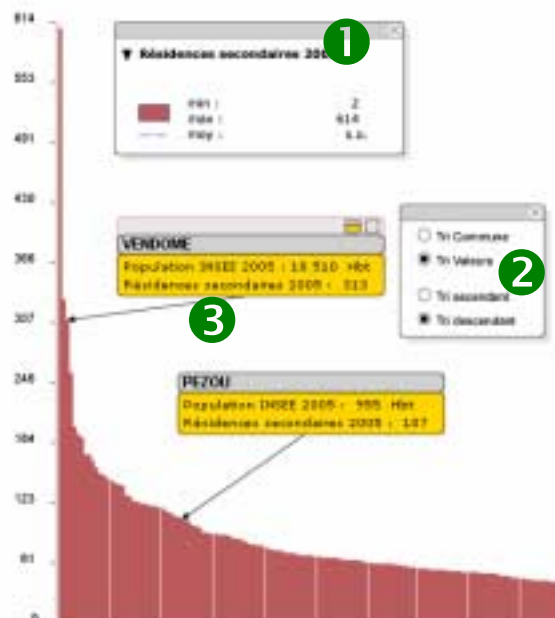 614
1
553
▼ Résidences secondaires 200
min : 2
max : 614
moy : s.o.
491
430
VENDOME
Population INSEE 2005 : 18 510 Hbt
Résidences secondaires 2005 : 313
3
Tri Commune
Tri Valeurs
2
Tri ascendant
Tri descendant
368
307
246
PEZOU
Population INSEE 2005 : 995 Hbt
Résidences secondaires 2005 : 107
184
123
61
0